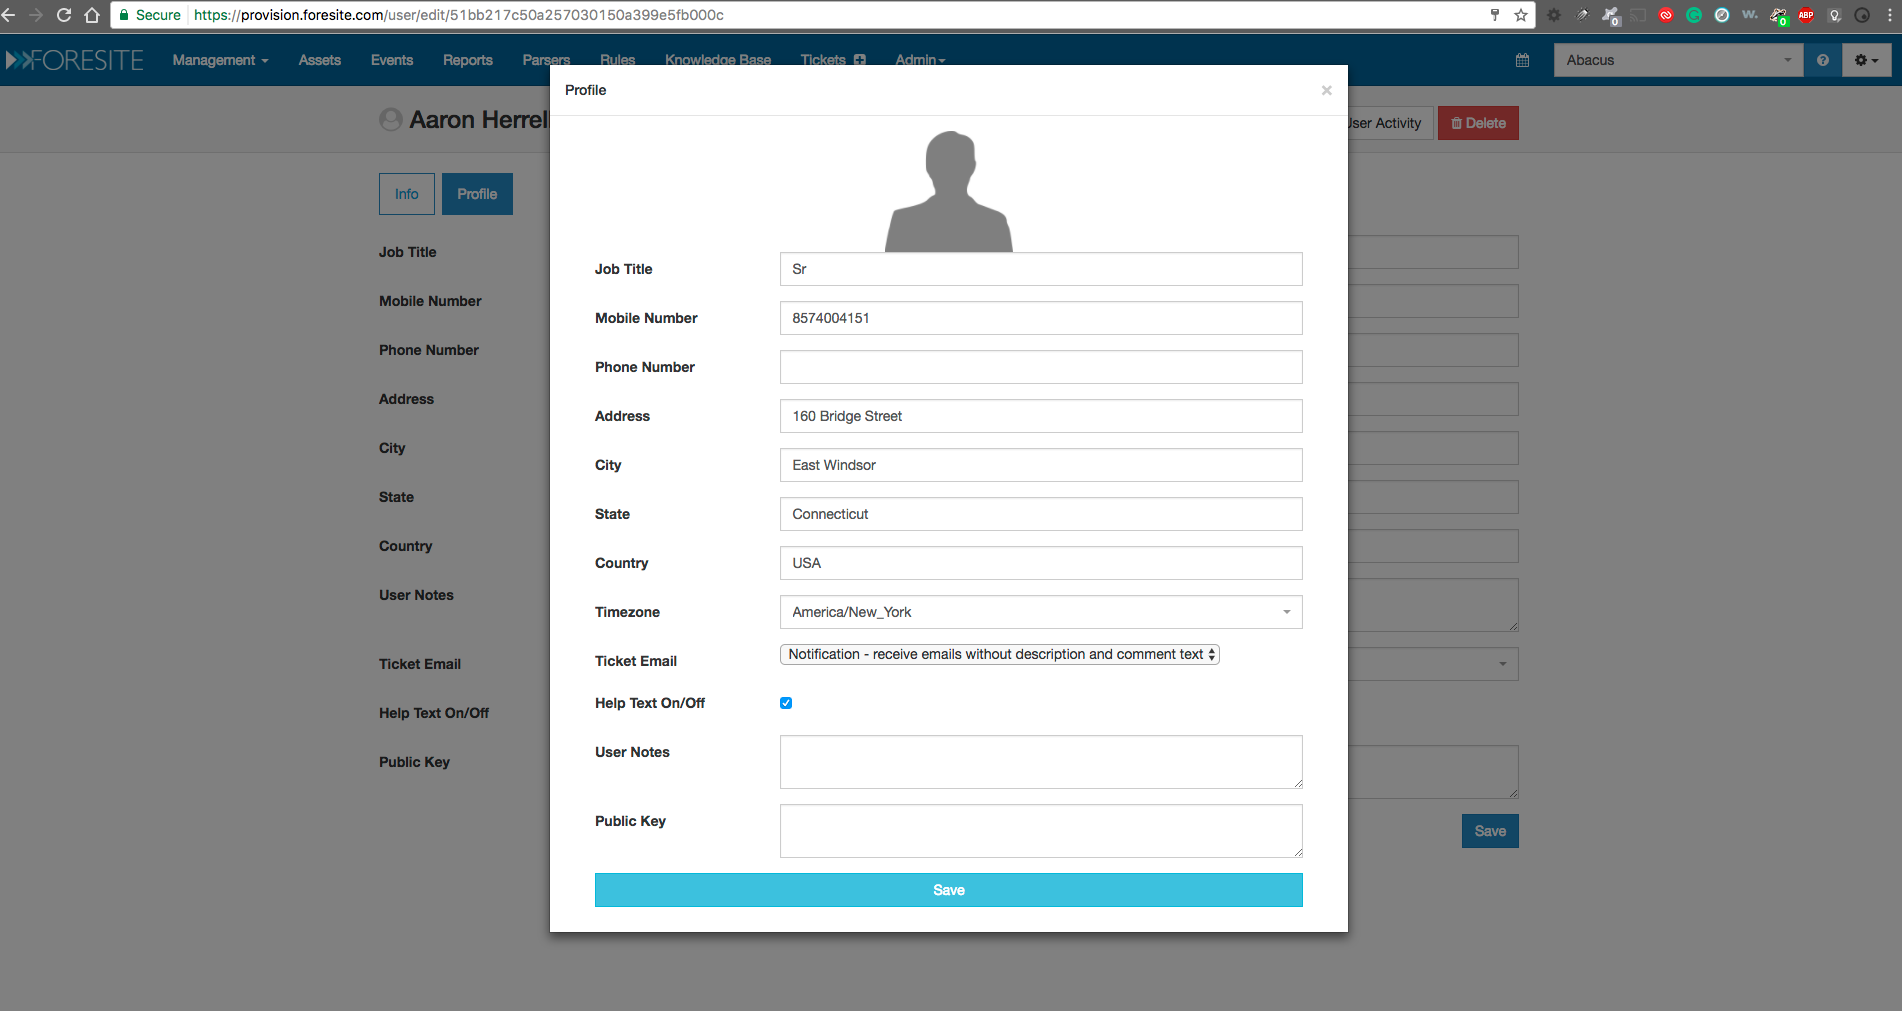 Secure https://provision.foresite.com/user/edit/51bb217c50a257030150a399e5fb000c
0 W. 0 ABP
FORESITE Management Assets Events Reports Parsers Rules Knowledge Base Tickets Admin Abacus
Profile
Aaron Herrell
User Activity Delete
Info Profile
Job Title
Mobile Number
Phone Number
Address
City
State
Country
User Notes
Ticket Email
Help Text On/Off
Public Key
Save
Job Title Sr
Mobile Number 8574004151
Phone Number
Address 160 Bridge Street
City East Windsor
State Connecticut
Country USA
Timezone America/New_York
Ticket Email Notification - receive emails without description and comment text
Help Text On/Off
User Notes
Public Key
Save